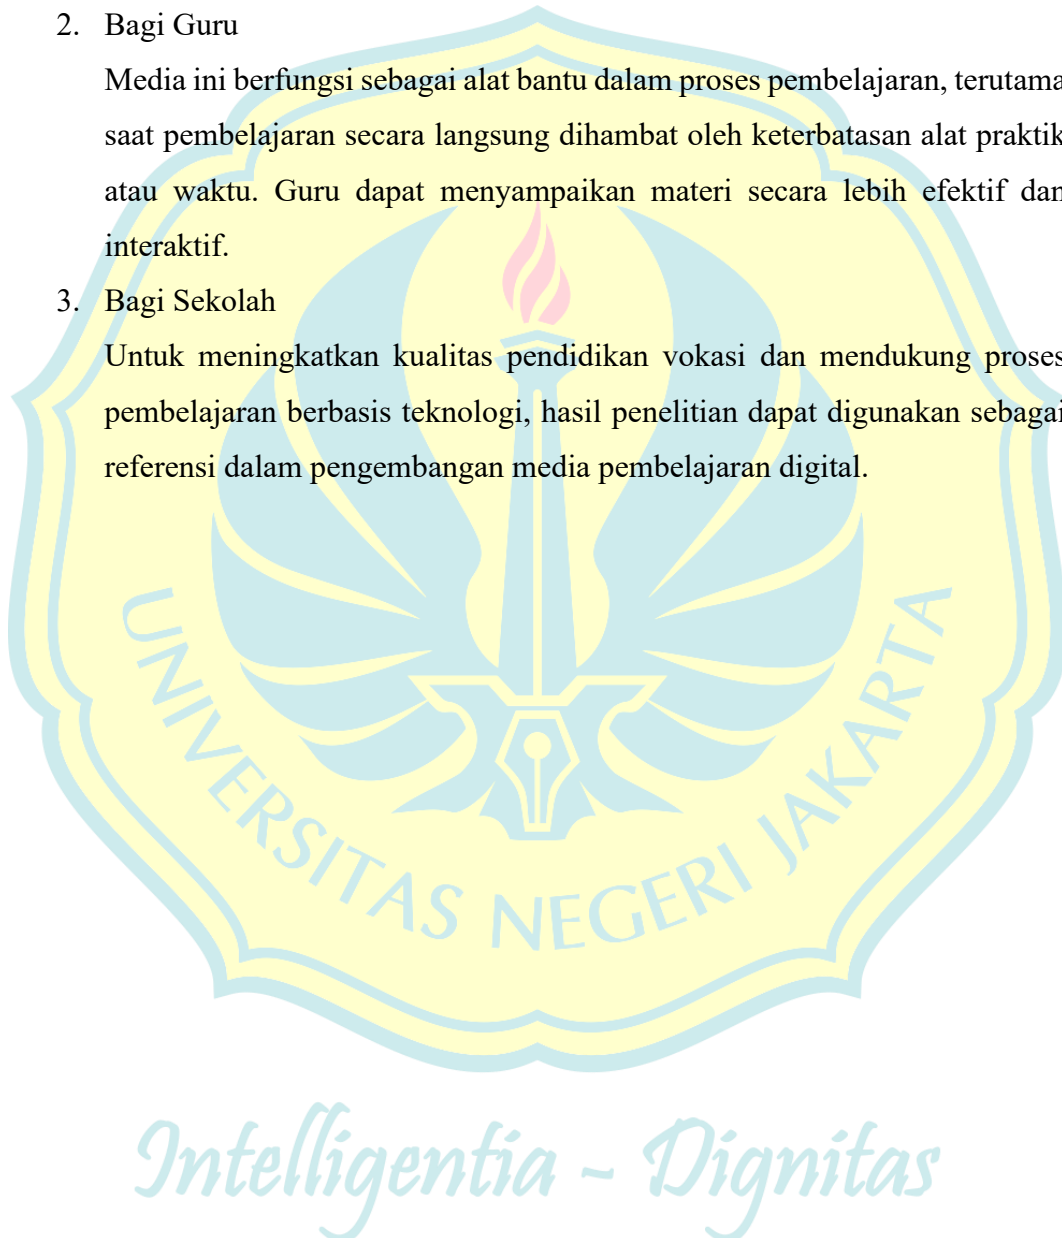 2. Bagi Guru
Media ini berfungsi sebagai alat bantu dalam proses pembelajaran, terutama
saat pembelajaran secara langsung dihambat oleh keterbatasan alat praktik
atau waktu. Guru dapat menyampaikan materi secara lebih efektif dan
interaktif.
3. Bagi Sekolah
Untuk meningkatkan kualitas pendidikan vokasi dan mendukung proses
pembelajaran berbasis teknologi, hasil penelitian dapat digunakan sebagai
referensi dalam pengembangan media pembelajaran digital.
UNIVERSITAS NEGERI JAKARTA
Intelligentia - Dignitas